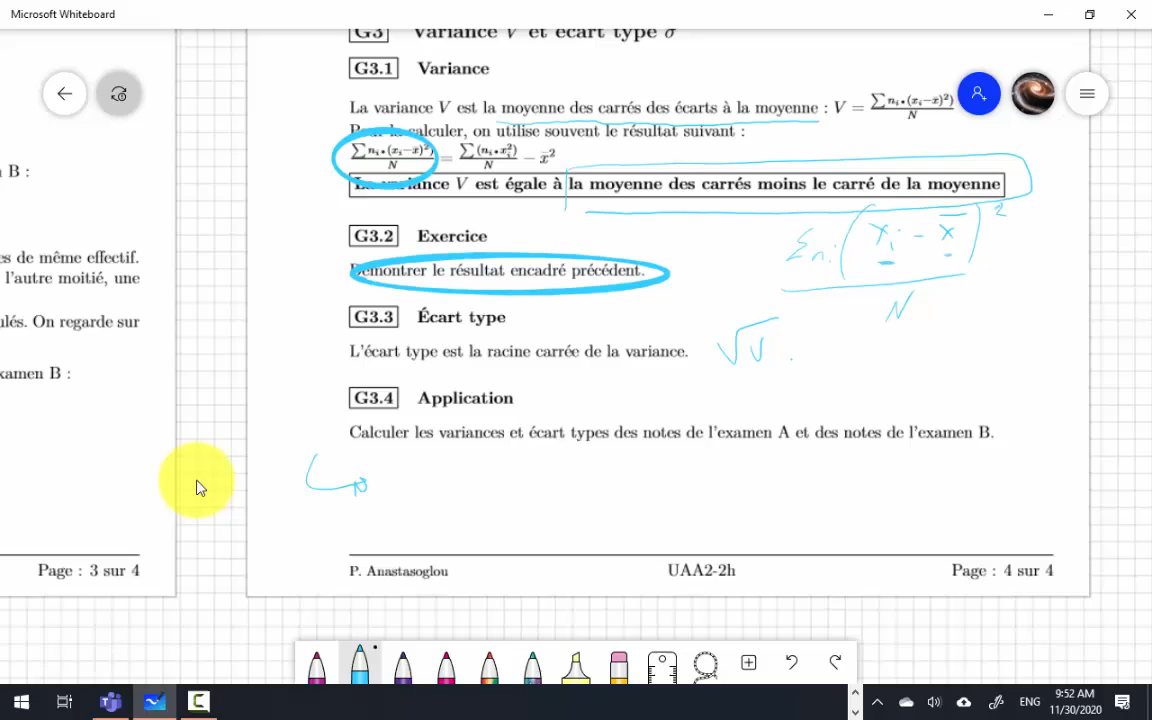 Microsoft Whiteboard
G3 Variance V et écart type σ
G3.1 Variance
La variance V est la moyenne des carrés des écarts à la moyenne : V = ∑ nᵢ•(xᵢ−x̄)²) / N
Pour le calculer, on utilise souvent le résultat suivant :
∑ nᵢ•(xᵢ−x̄)²) / N = ∑(nᵢ•xᵢ²) / N − x̄²
La variance V est égale à la moyenne des carrés moins le carré de la moyenne
∑nᵢ (xᵢ − x̄)² / N
G3.2 Exercice
Démontrer le résultat encadré précédent.
G3.3 Écart type
L'écart type est la racine carrée de la variance.
√V .
G3.4 Application
Calculer les variances et écart types des notes de l'examen A et des notes de l'examen B.
P. Anastasoglou UAA2-2h Page : 4 sur 4
B :
es de même effectif.
l'autre moitié, une
ulés. On regarde sur
xamen B :
Page : 3 sur 4
ENG
9:52 AM
11/30/2020